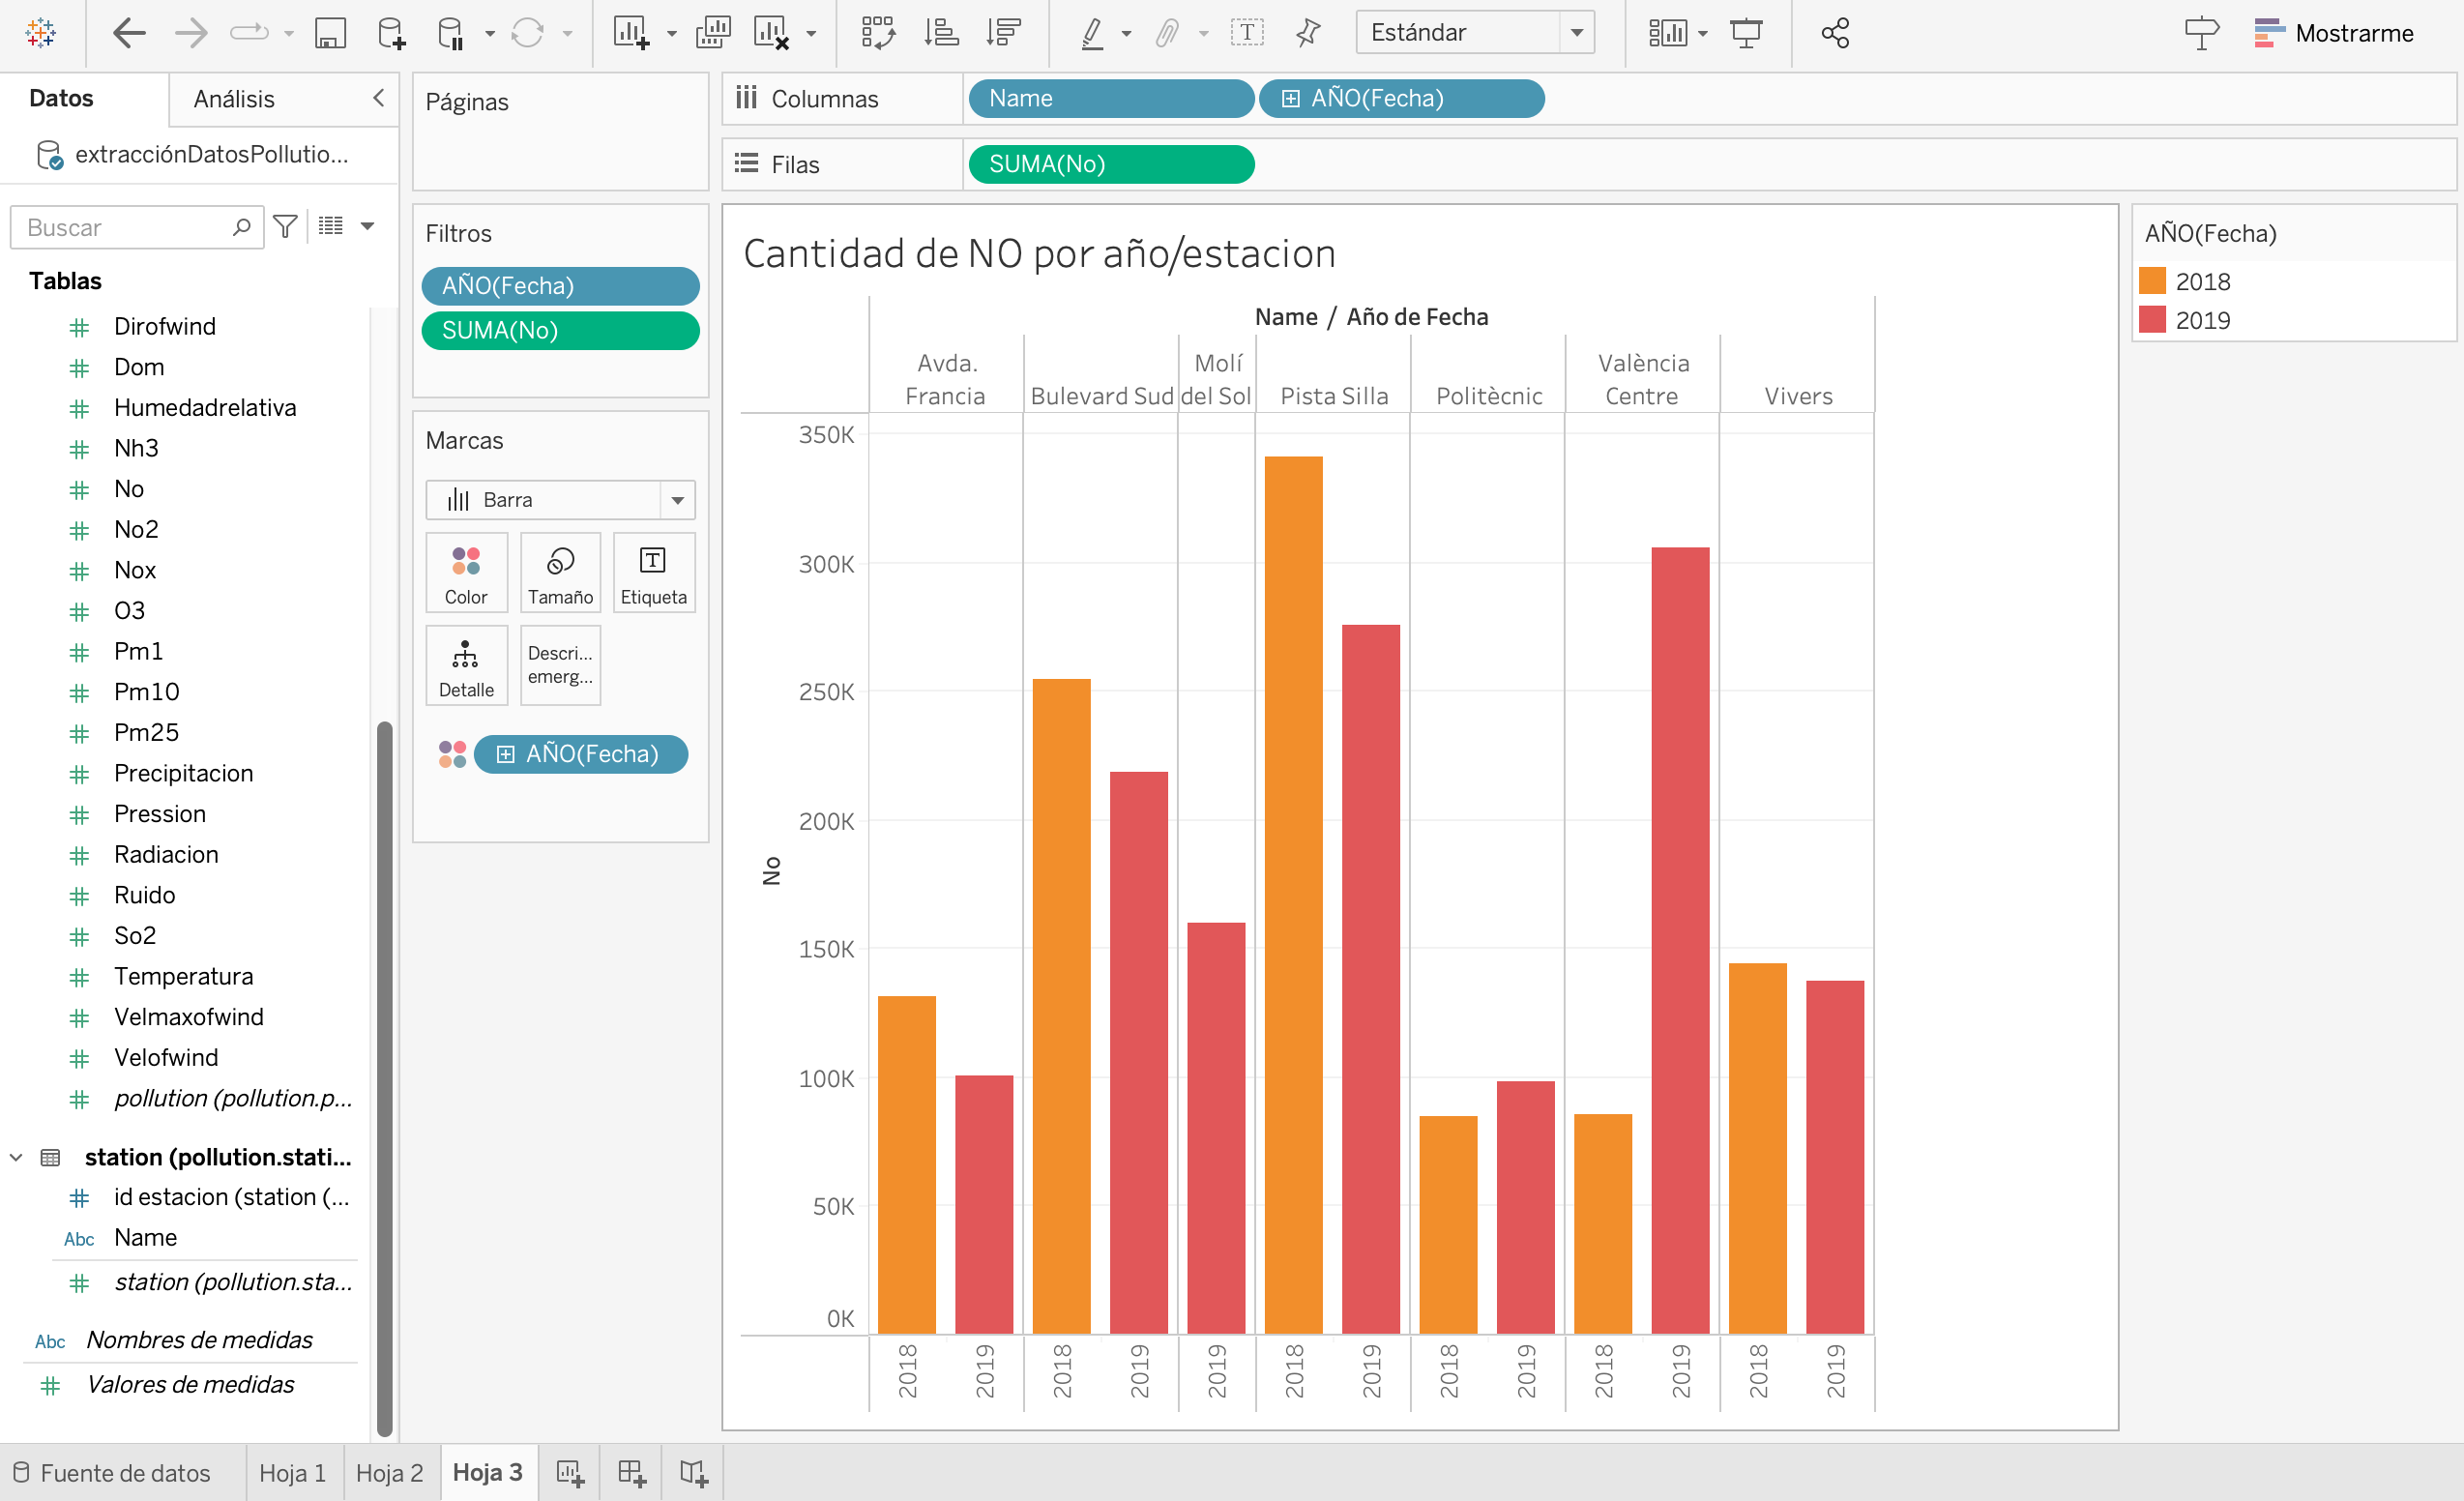 Estándar
Mostrarme
Datos
Análisis
extracciónDatosPollutio...
Buscar
Tablas
Dirofwind
Dom
Humedadrelativa
Nh3
No
No2
Nox
O3
Pm1
Pm10
Pm25
Precipitacion
Pression
Radiacion
Ruido
So2
Temperatura
Velmaxofwind
Velofwind
pollution (pollution.p...
station (pollution.stati...
id estacion (station (...
Abc Name
station (pollution.sta...
Abc Nombres de medidas
Valores de medidas
Páginas
Filtros
AÑO(Fecha)
SUMA(No)
Marcas
Barra
Color
Tamaño
Etiqueta
Detalle
Descri...
emerg...
AÑO(Fecha)
Columnas
Name
AÑO(Fecha)
Filas
SUMA(No)
Cantidad de NO por año/estacion
Name / Año de Fecha
Avda.
Francia
Bulevard Sud
Molí
del Sol
Pista Silla
Politècnic
València
Centre
Vivers
350K
300K
250K
200K
150K
100K
50K
0K
No
2018
2019
2018
2019
2019
2018
2019
2018
2019
2018
2019
2018
2019
AÑO(Fecha)
2018
2019
Fuente de datos
Hoja 1
Hoja 2
Hoja 3